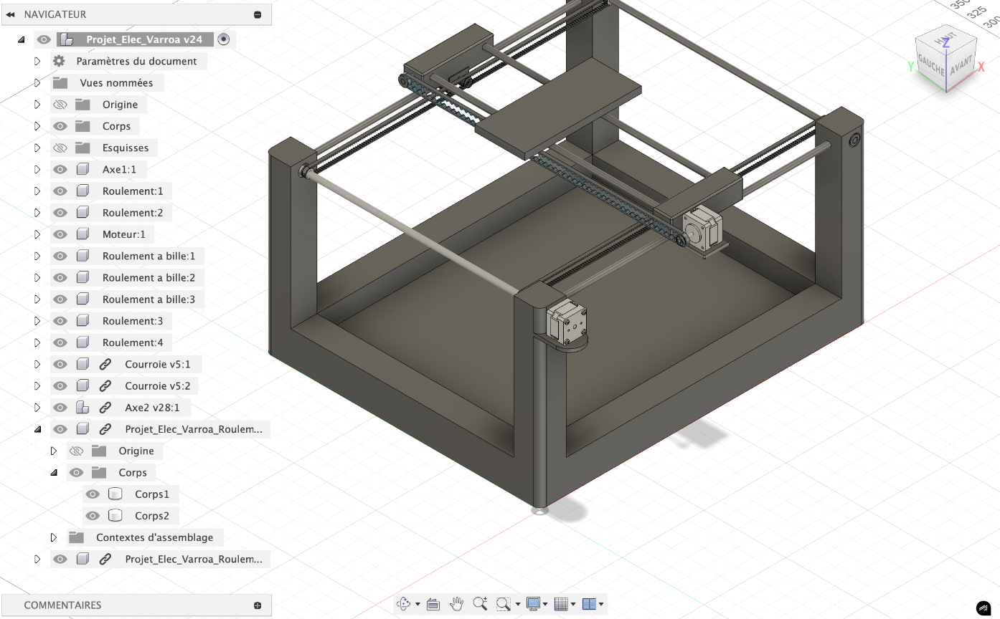 NAVIGATEUR
Projet_Elec_Varroa v24
Paramètres du document
Vues nommées
Origine
Corps
Esquisses
Axe1:1
Roulement:1
Roulement:2
Moteur:1
Roulement a bille:1
Roulement a bille:2
Roulement a bille:3
Roulement:3
Roulement:4
Courroie v5:1
Courroie v5:2
Axe2 v28:1
Projet_Elec_Varroa_Roulem...
Origine
Corps
Corps1
Corps2
Contextes d'assemblage
Projet_Elec_Varroa_Roulem...
COMMENTAIRES
350
325
300
HAUT
Z
GAUCHE
AVANT
Y
X